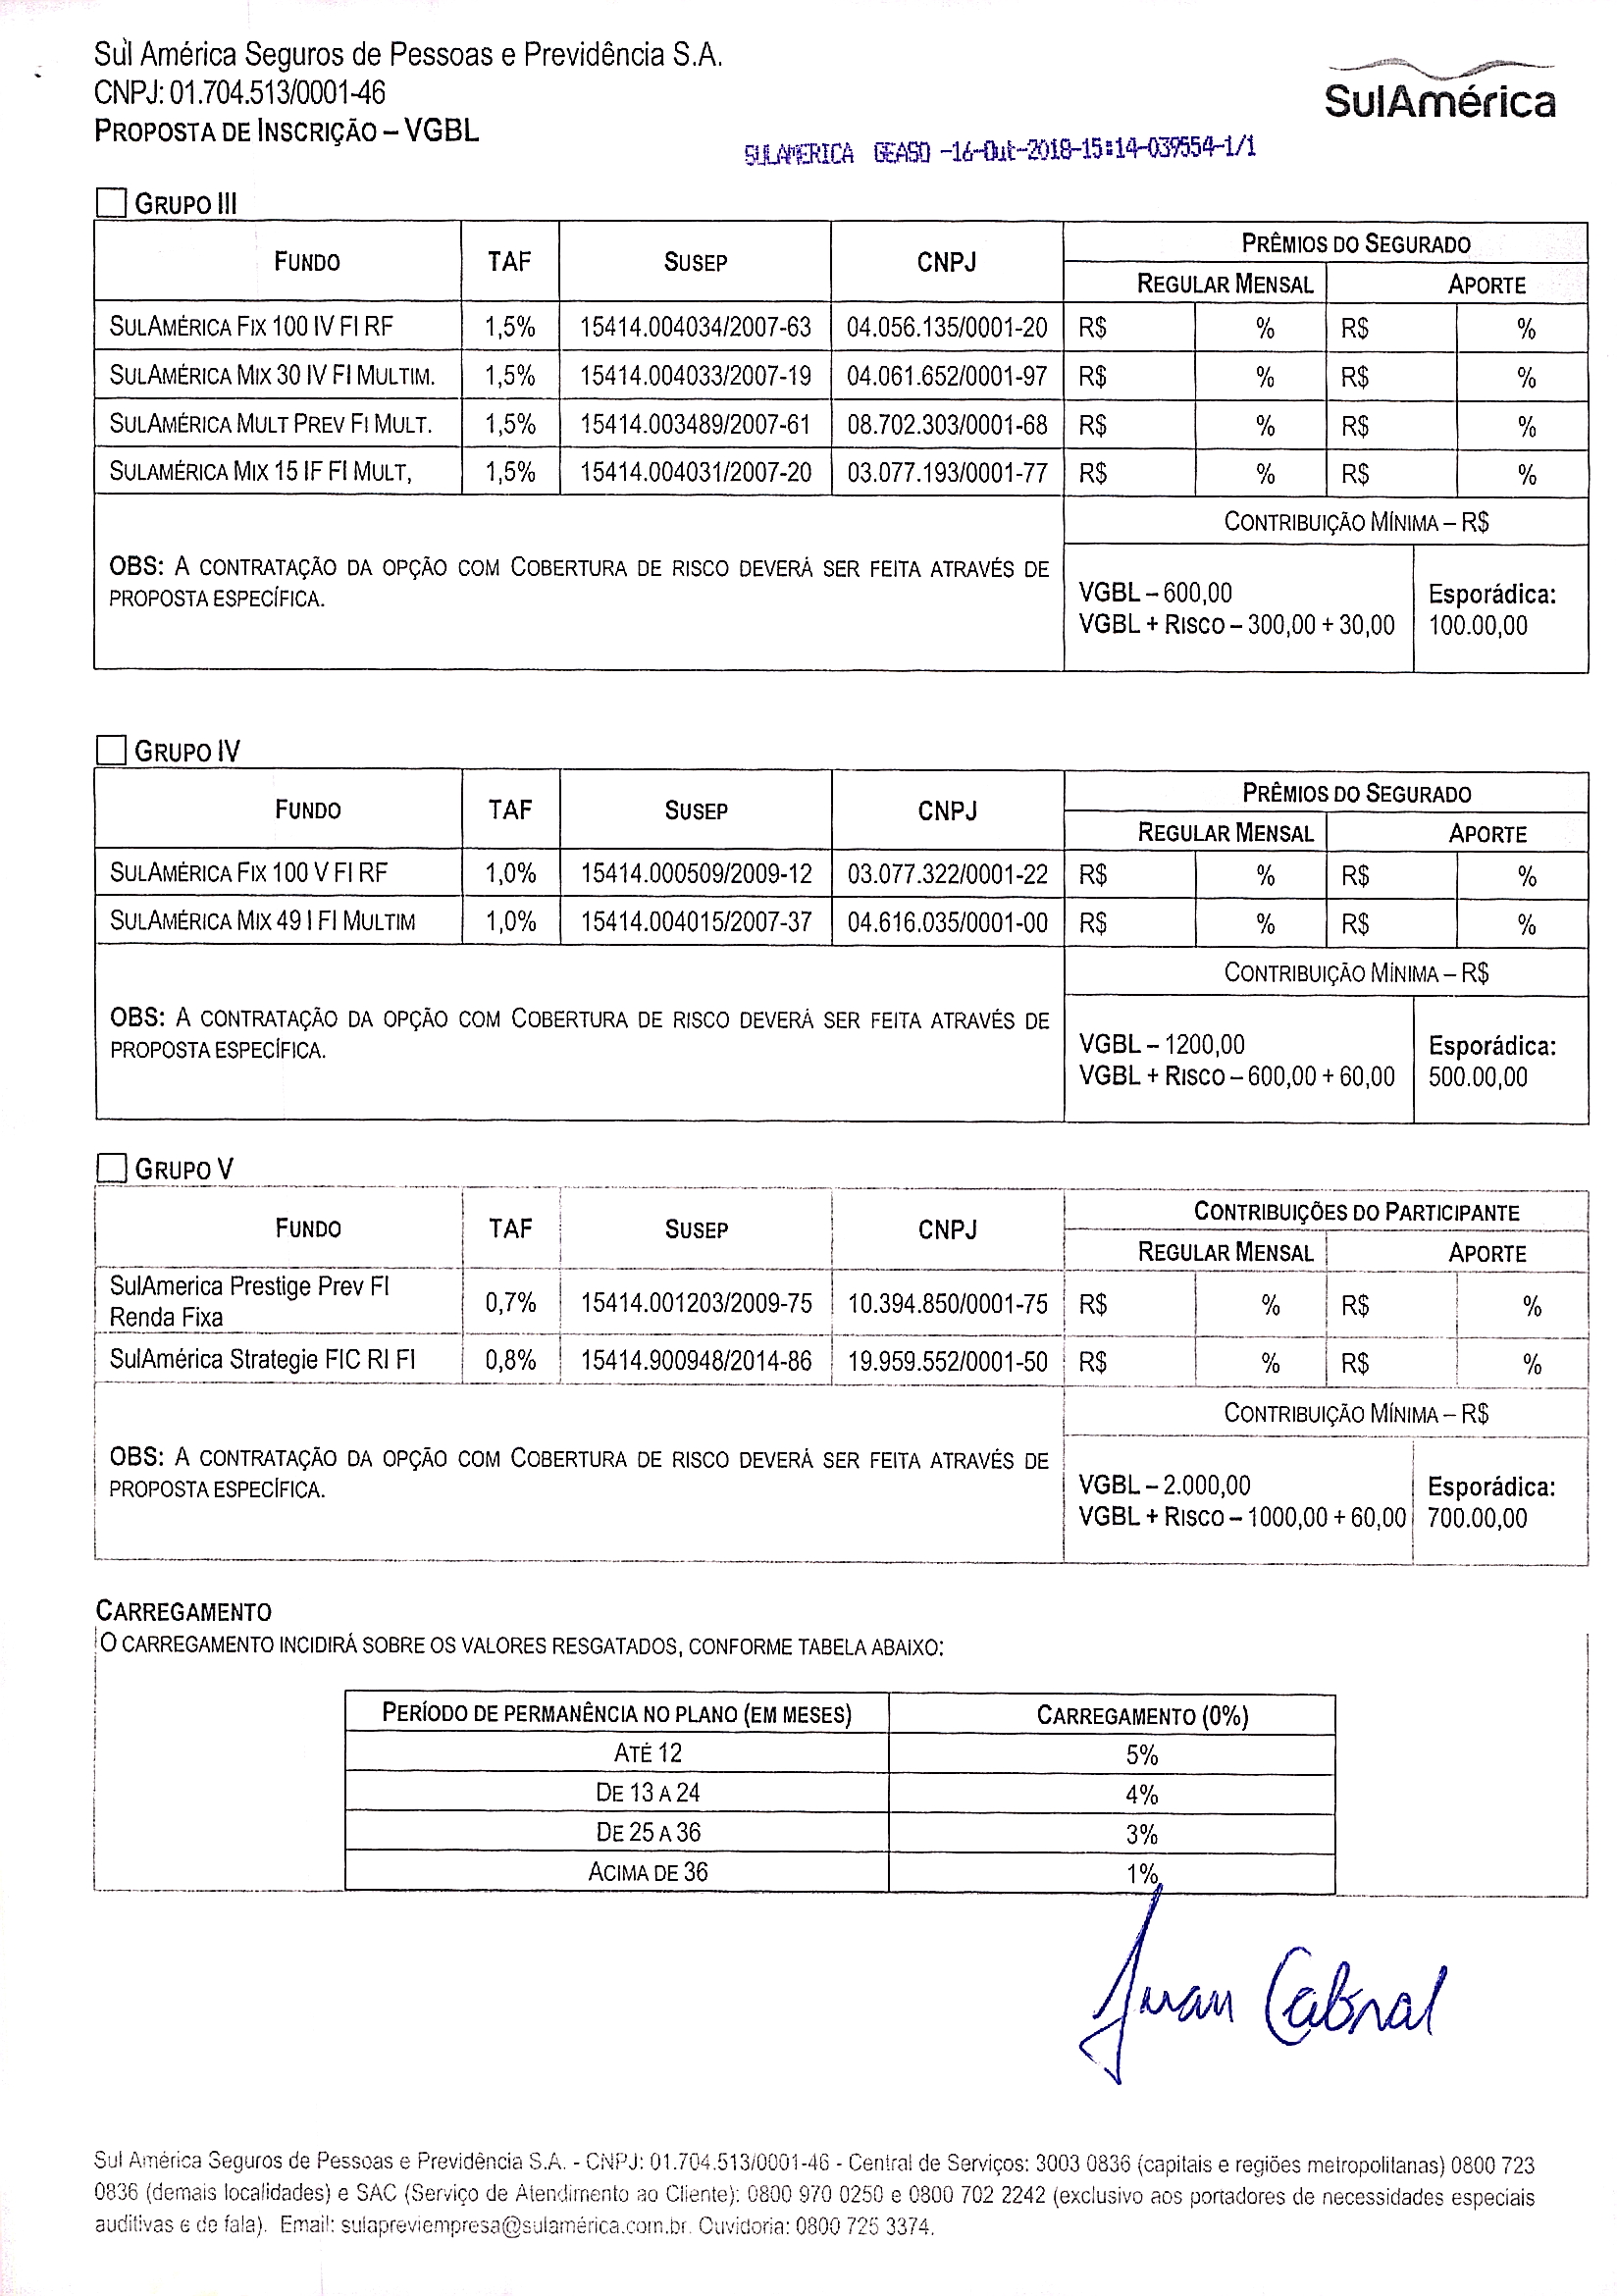 Sul América Seguros de Pessoas e Previdência S.A.
CNPJ: 01.704.513/0001-46
PROPOSTA DE INSCRIÇÃO – VGBL
SulAmérica
SULAMERICA GEASO -16-Out-2018-15:14-039554-1/1
GRUPO III
FUNDO TAF SUSEP CNPJ PRÊMIOS DO SEGURADO
REGULAR MENSAL APORTE
SULAMÉRICA FIX 100 IV FI RF 1,5% 15414.004034/2007-63 04.056.135/0001-20 R$ % R$ %
SULAMÉRICA MIX 30 IV FI MULTIM. 1,5% 15414.004033/2007-19 04.061.652/0001-97 R$ % R$ %
SULAMÉRICA MULT PREV FI MULT. 1,5% 15414.003489/2007-61 08.702.303/0001-68 R$ % R$ %
SULAMÉRICA MIX 15 IF FI MULT, 1,5% 15414.004031/2007-20 03.077.193/0001-77 R$ % R$ %
CONTRIBUIÇÃO MÍNIMA – R$
OBS: A CONTRATAÇÃO DA OPÇÃO COM COBERTURA DE RISCO DEVERÁ SER FEITA ATRAVÉS DE
PROPOSTA ESPECÍFICA.
VGBL – 600,00
VGBL + RISCO – 300,00 + 30,00
Esporádica:
100.00,00
GRUPO IV
FUNDO TAF SUSEP CNPJ PRÊMIOS DO SEGURADO
REGULAR MENSAL APORTE
SULAMÉRICA FIX 100 V FI RF 1,0% 15414.000509/2009-12 03.077.322/0001-22 R$ % R$ %
SULAMÉRICA MIX 49 I FI MULTIM 1,0% 15414.004015/2007-37 04.616.035/0001-00 R$ % R$ %
CONTRIBUIÇÃO MÍNIMA – R$
OBS: A CONTRATAÇÃO DA OPÇÃO COM COBERTURA DE RISCO DEVERÁ SER FEITA ATRAVÉS DE
PROPOSTA ESPECÍFICA.
VGBL – 1200,00
VGBL + RISCO – 600,00 + 60,00
Esporádica:
500.00,00
GRUPO V
FUNDO TAF SUSEP CNPJ CONTRIBUIÇÕES DO PARTICIPANTE
REGULAR MENSAL APORTE
SulAmerica Prestige Prev FI
Renda Fixa 0,7% 15414.001203/2009-75 10.394.850/0001-75 R$ % R$ %
SulAmérica Strategie FIC RI FI 0,8% 15414.900948/2014-86 19.959.552/0001-50 R$ % R$ %
CONTRIBUIÇÃO MÍNIMA – R$
OBS: A CONTRATAÇÃO DA OPÇÃO COM COBERTURA DE RISCO DEVERÁ SER FEITA ATRAVÉS DE
PROPOSTA ESPECÍFICA.
VGBL – 2.000,00
VGBL + RISCO – 1000,00 + 60,00
Esporádica:
700.00,00
CARREGAMENTO
O CARREGAMENTO INCIDIRÁ SOBRE OS VALORES RESGATADOS, CONFORME TABELA ABAIXO:
PERÍODO DE PERMANÊNCIA NO PLANO (EM MESES) CARREGAMENTO (0%)
ATÉ 12 5%
DE 13 A 24 4%
DE 25 A 36 3%
ACIMA DE 36 1%
Juan Cabral
Sul América Seguros de Pessoas e Previdência S.A. - CNPJ: 01.704.513/0001-46 - Central de Serviços: 3003 0836 (capitais e regiões metropolitanas) 0800 723
0836 (demais localidades) e SAC (Serviço de Atendimento ao Cliente): 0800 970 0250 e 0800 702 2242 (exclusivo aos portadores de necessidades especiais
auditivas e de fala). Email: sulapreviempresa@sulamérica.com.br. Ouvidoria: 0800 725 3374.